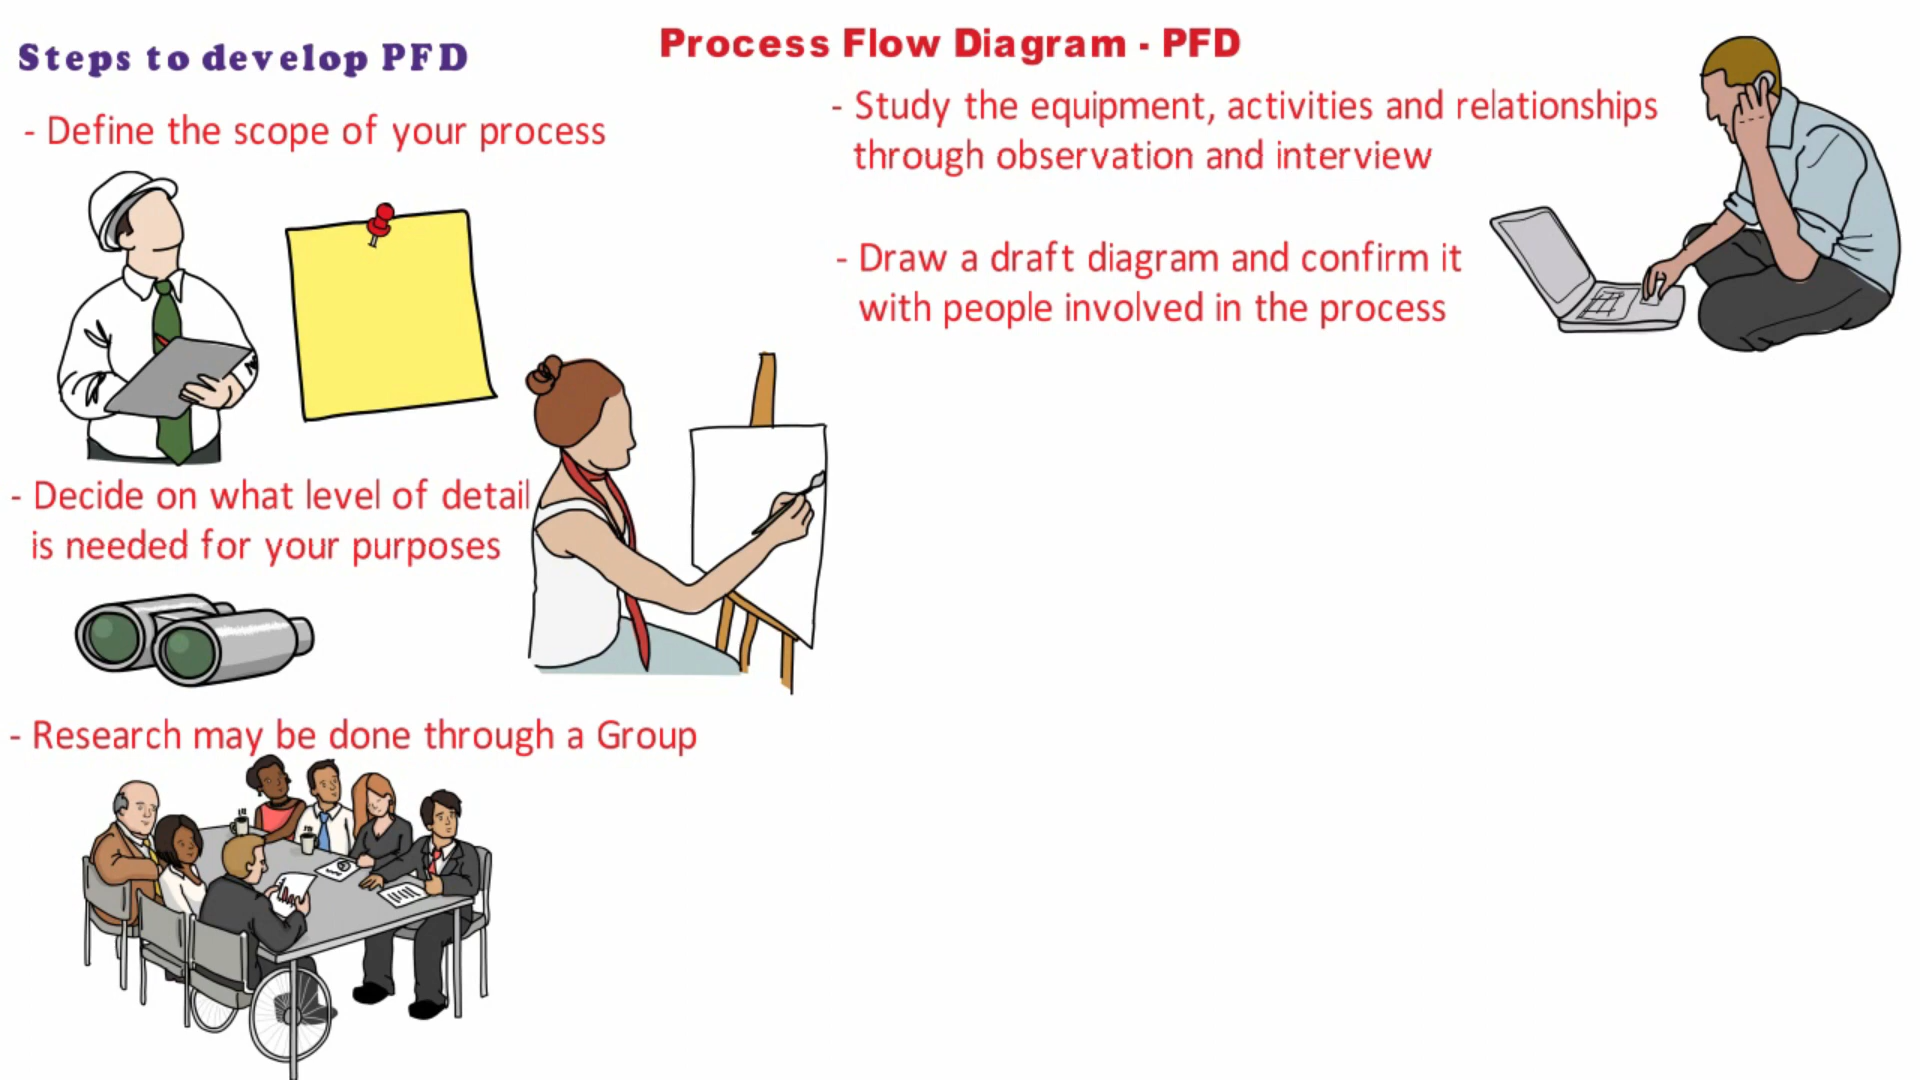 Process Flow Diagram - PFD
Steps to develop PFD
- Define the scope of your process
- Decide on what level of detail
is needed for your purposes
- Research may be done through a Group
- Study the equipment, activities and relationships
through observation and interview
- Draw a draft diagram and confirm it
with people involved in the process